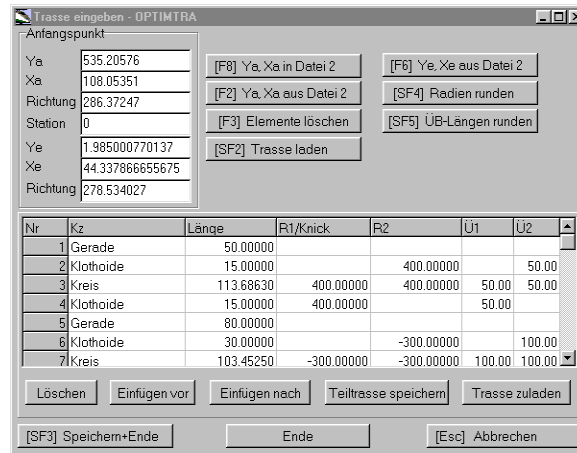 Trasse eingeben - OPTIMTRA
Anfangspunkt
Ya 535.20576
Xa 108.05351
Richtung 286.37247
Station 0
Ye 1.985000770137
Xe 44.337866655675
Richtung 278.534027
[F8] Ya, Xa in Datei 2
[F6] Ye, Xe aus Datei 2
[F2] Ya, Xa aus Datei 2
[SF4] Radien runden
[F3] Elemente löschen
[SF5] ÜB-Längen runden
[SF2] Trasse laden
Nr Kz Länge R1/Knick R2 Ü1 Ü2
1 Gerade 50.00000
2 Klothoide 15.00000 400.00000 50.00
3 Kreis 113.68630 400.00000 400.00000 50.00 50.00
4 Klothoide 15.00000 400.00000 50.00
5 Gerade 80.00000
6 Klothoide 30.00000 -300.00000 100.00
7 Kreis 103.45250 -300.00000 -300.00000 100.00 100.00
Löschen Einfügen vor Einfügen nach Teiltrasse speichern Trasse zuladen
[SF3] Speichern+Ende Ende [Esc] Abbrechen